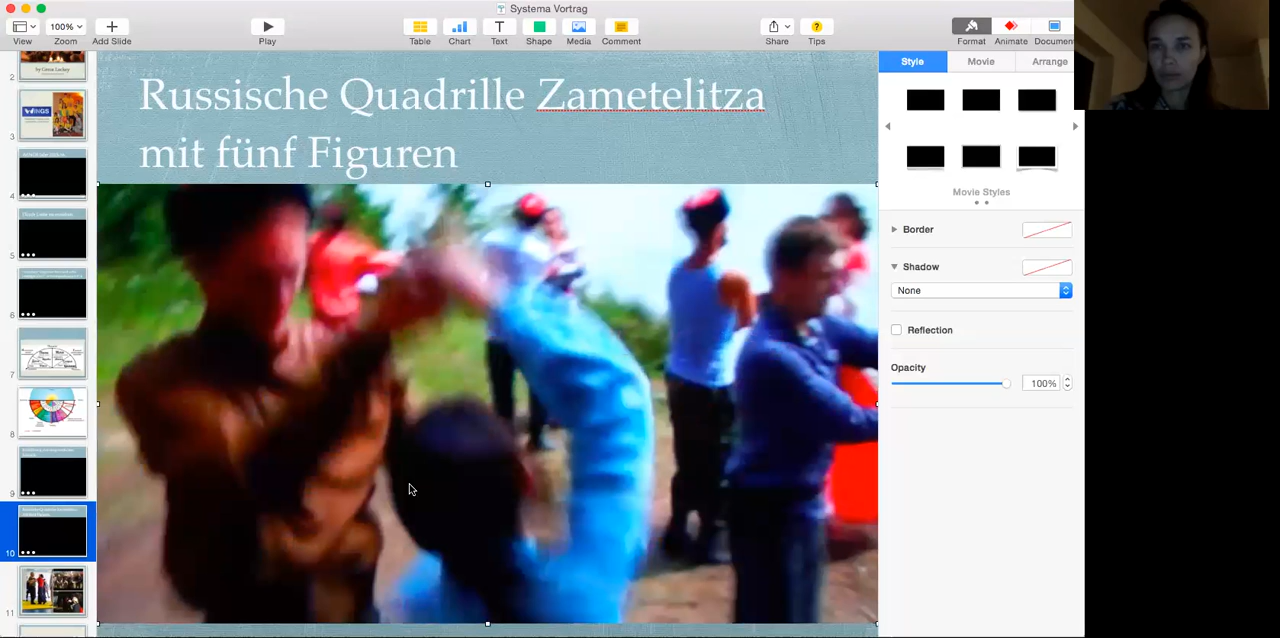 Systema Vortrag
100%
View
Zoom
Add Slide
Play
Table
Chart
Text
Shape
Media
Comment
Share
Tips
Format
Animate
Document
Style
Movie
Arrange
Movie Styles
Border
Shadow
None
Reflection
Opacity
100%
2
3
WINGS
4
5
6
7
8
9
10
11
Russische Quadrille Zametelitza
mit fünf Figuren